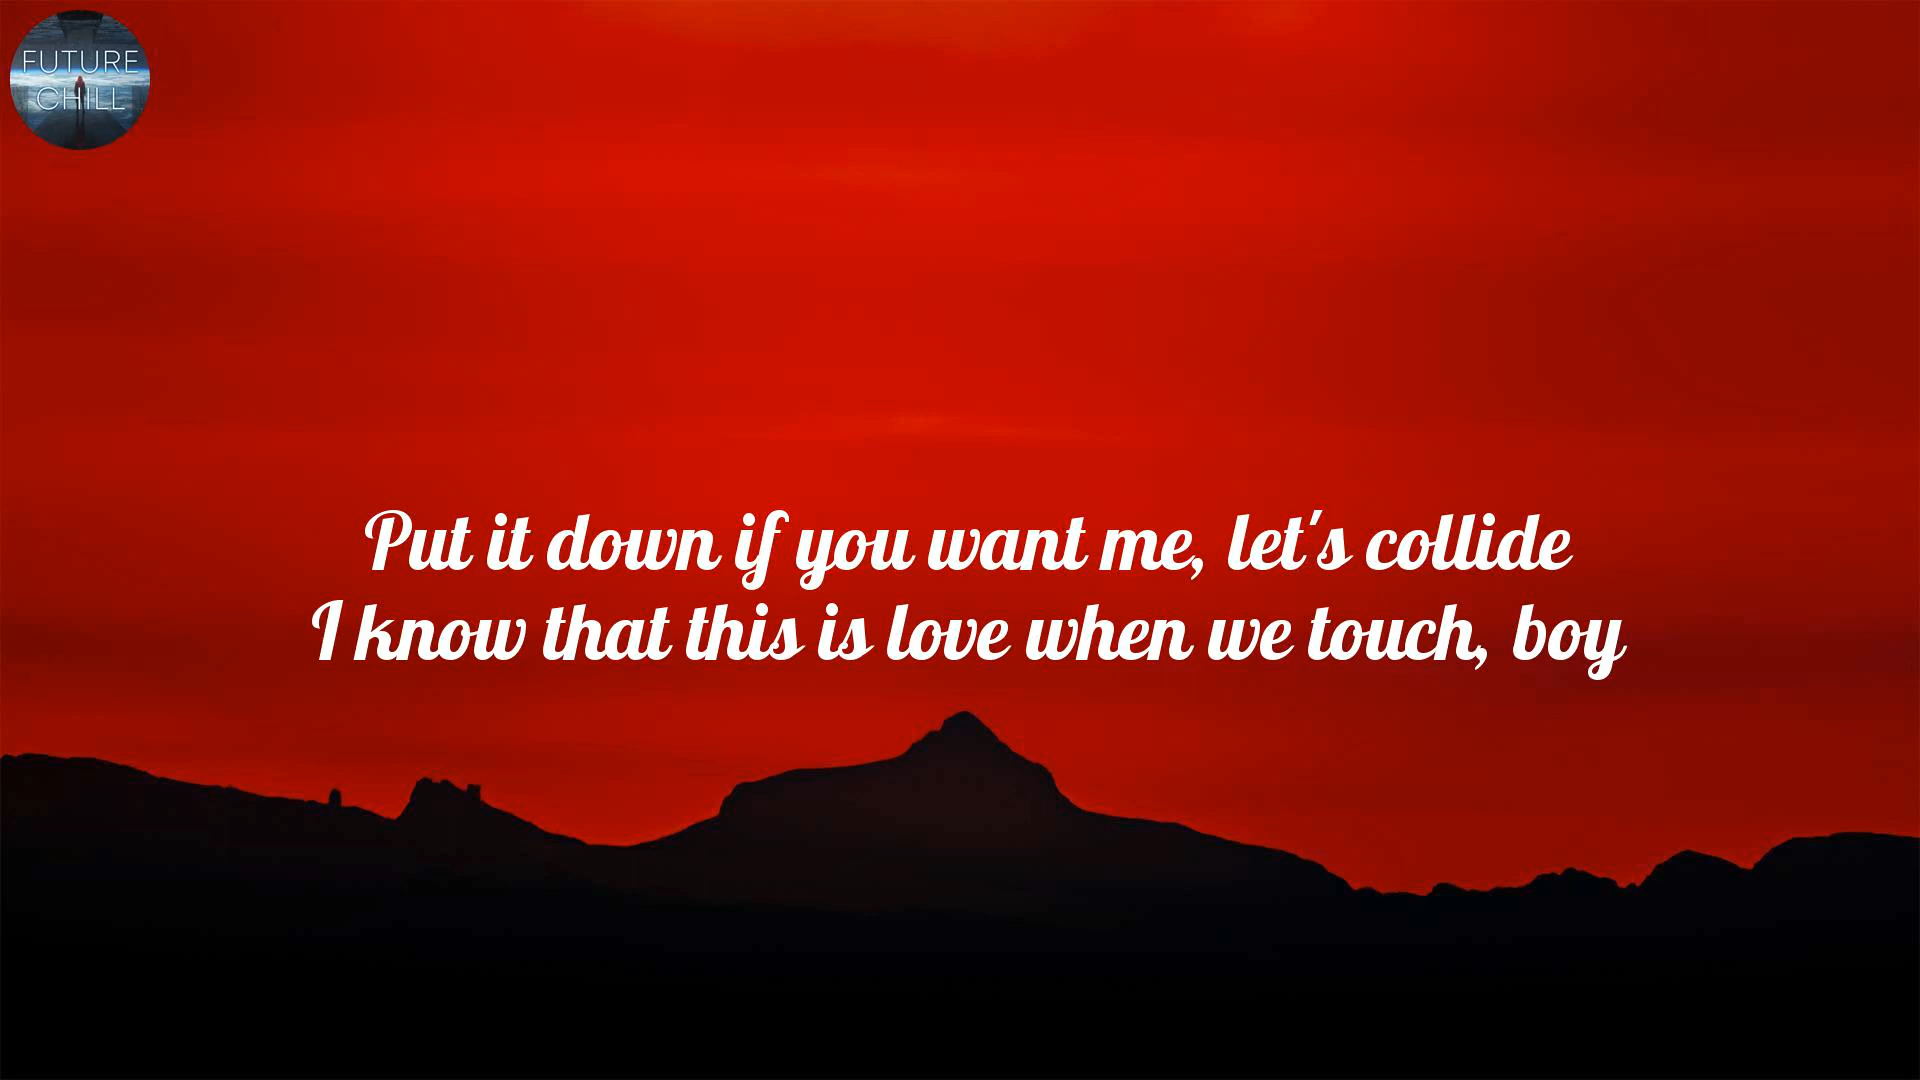 FUTURE
CHILL
Put it down if you want me, let's collide
I know that this is love when we touch, boy